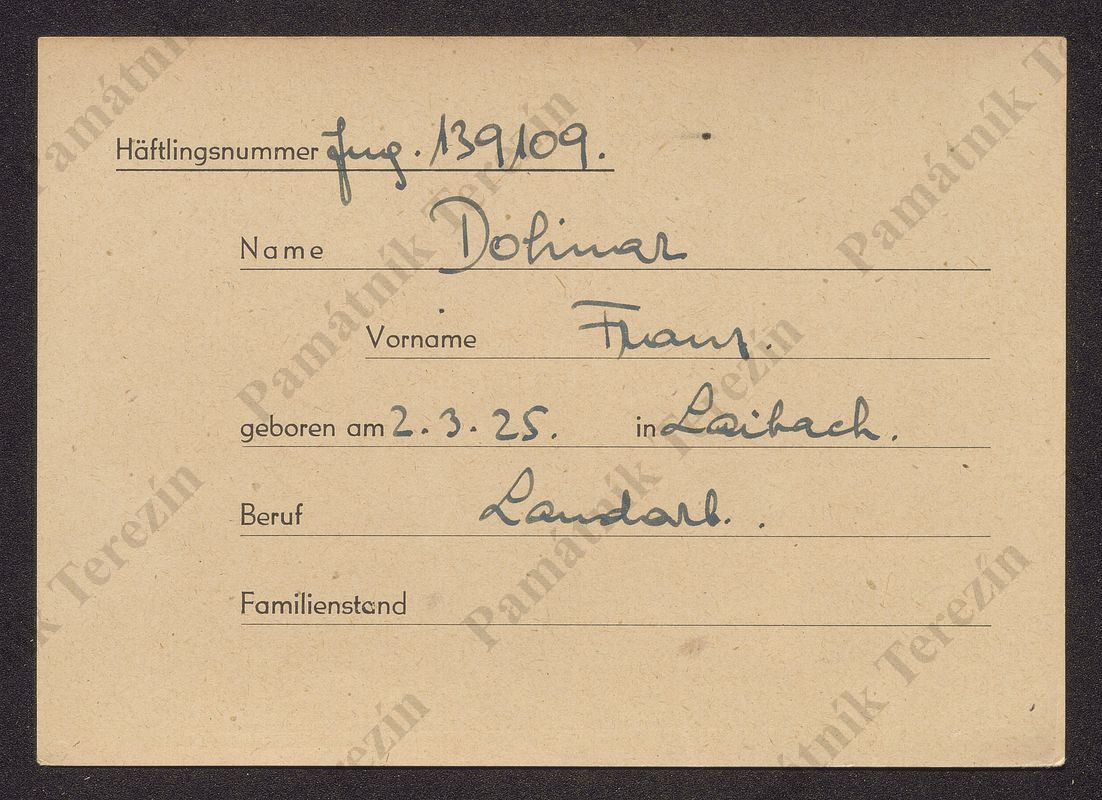 Häftlingsnummer Jug. 139109.
Name Dolinar
Vorname Franz.
geboren am 2.3.25. in Laibach.
Beruf Landarb..
Familienstand
Památník Terezín